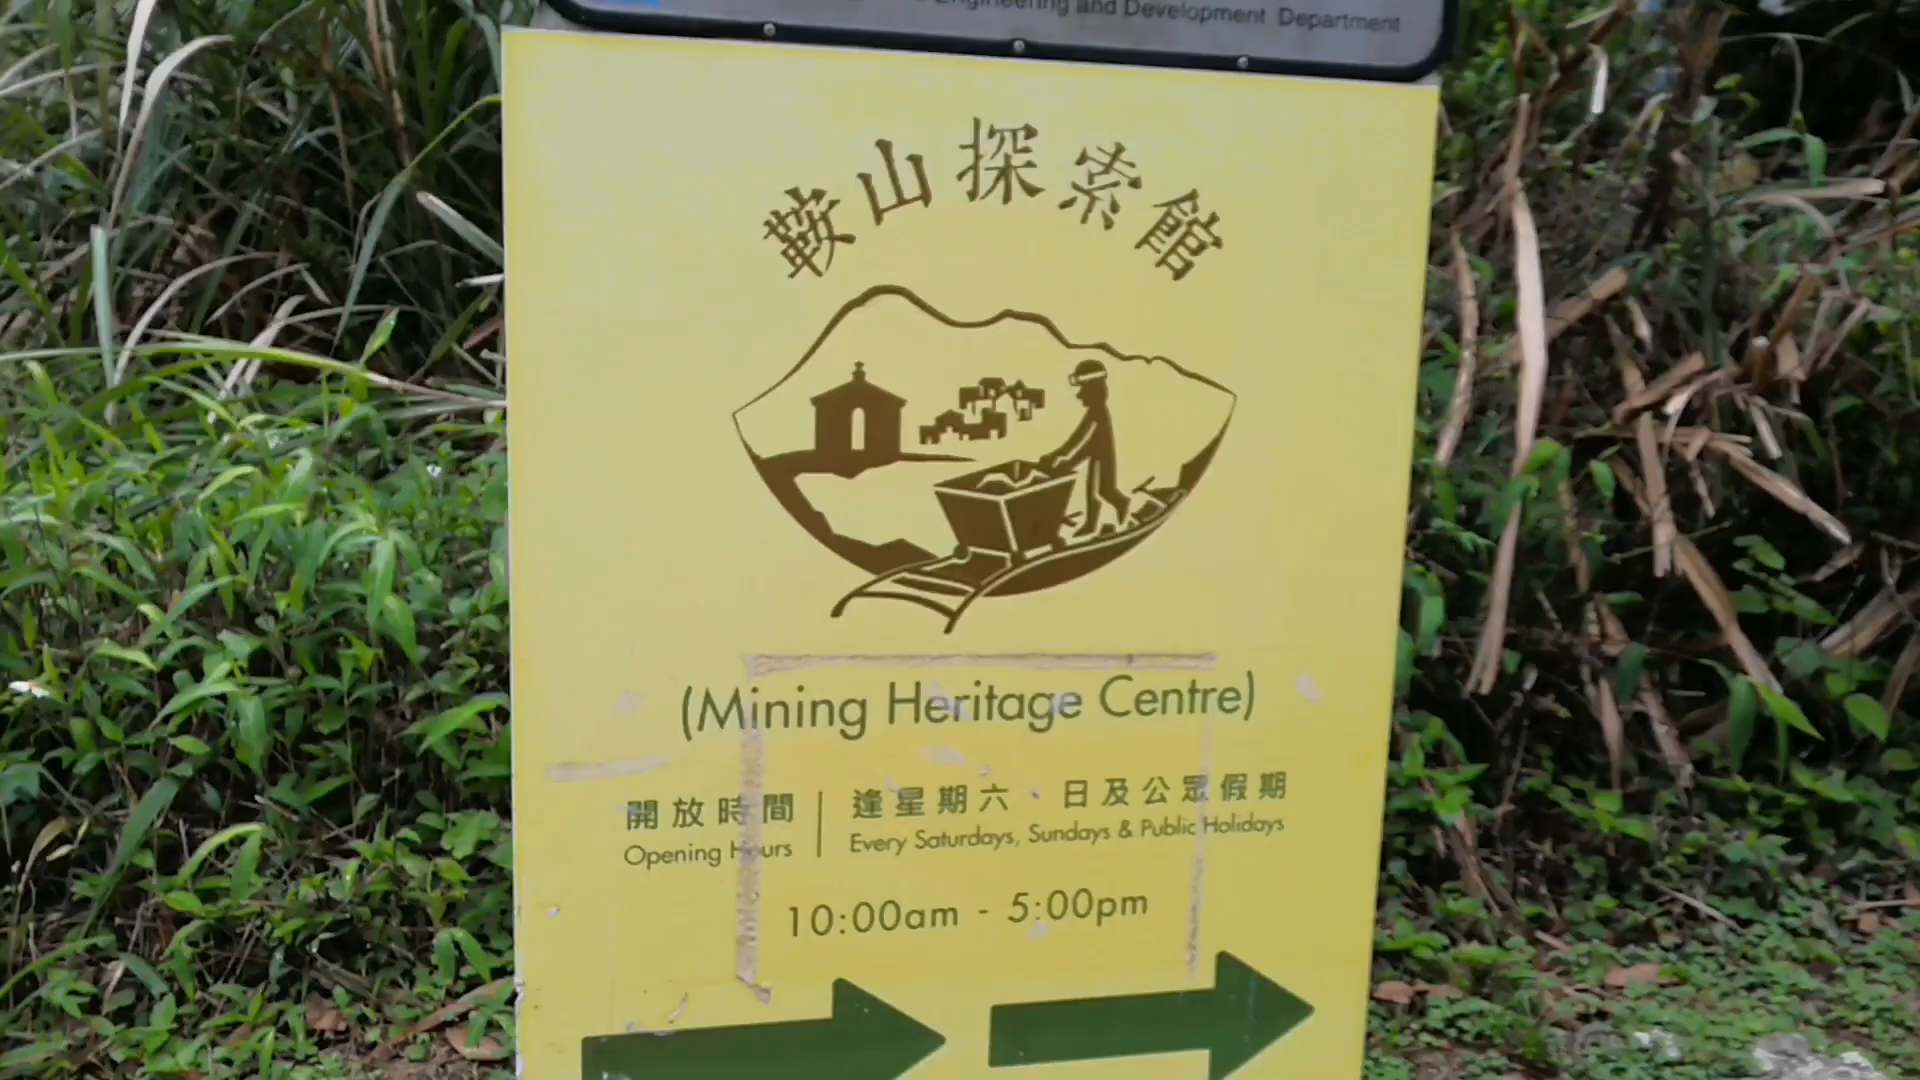 Engineering and Development Department
鞍山探索館
(Mining Heritage Centre)
開放時間
Opening Hours
逢星期六、日及公眾假期
Every Saturdays, Sundays & Public Holidays
10:00am - 5:00pm